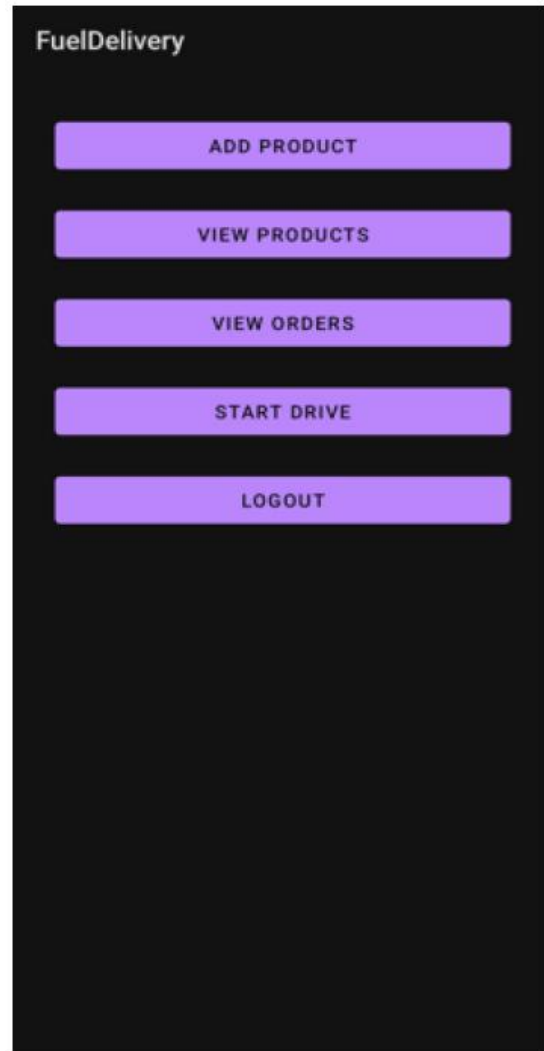 FuelDelivery
ADD PRODUCT
VIEW PRODUCTS
VIEW ORDERS
START DRIVE
LOGOUT